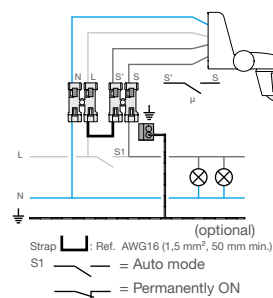 N L S' S
S' S
µ
L S1
N
(optional)
Strap : Ref. AWG16 (1,5 mm², 50 mm min.)
S1 = Auto mode
= Permanently ON